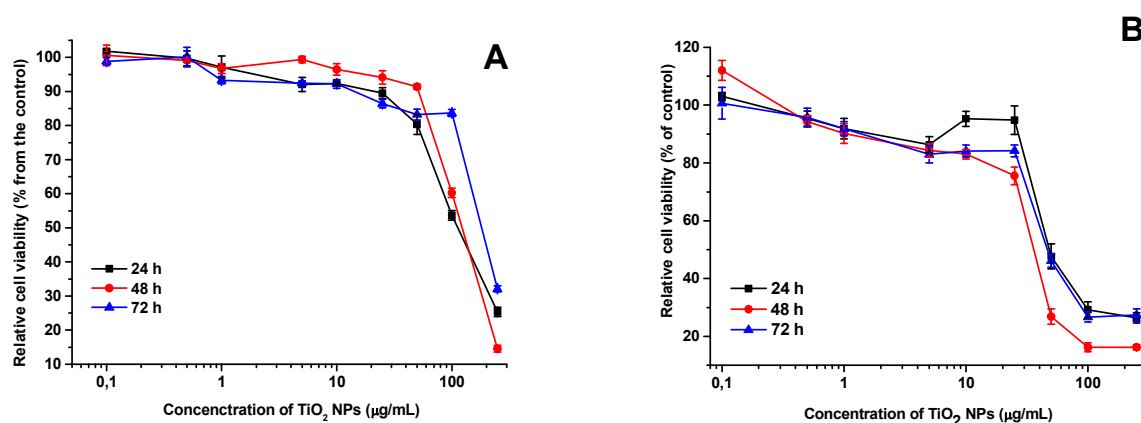 A
Relative cell viability (% from the control)
100
90
80
70
60
50
40
30
20
10
24 h
48 h
72 h
0,1
1
10
100
Concenctration of TiO₂ NPs (μg/mL)
B
Relative cell viability (% of control)
120
100
80
60
40
20
24 h
48 h
72 h
0,1
1
10
100
Concentration of TiO₂ NPs (μg/mL)